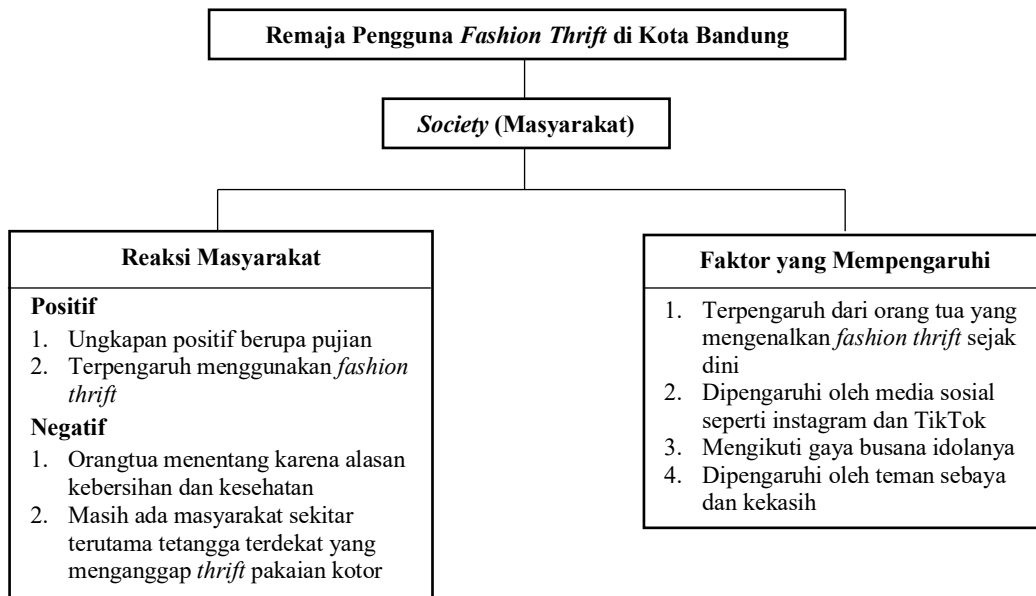 Remaja Pengguna Fashion Thrift di Kota Bandung
Society (Masyarakat)
Reaksi Masyarakat
Positif
1. Ungkapan positif berupa pujian
2. Terpengaruh menggunakan fashion
thrift
Negatif
1. Orangtua menentang karena alasan
kebersihan dan kesehatan
2. Masih ada masyarakat sekitar
terutama tetangga terdekat yang
menganggap thrift pakaian kotor
Faktor yang Mempengaruhi
1. Terpengaruh dari orang tua yang
mengenalkan fashion thrift sejak
dini
2. Dipengaruhi oleh media sosial
seperti instagram dan TikTok
3. Mengikuti gaya busana idolanya
4. Dipengaruhi oleh teman sebaya
dan kekasih